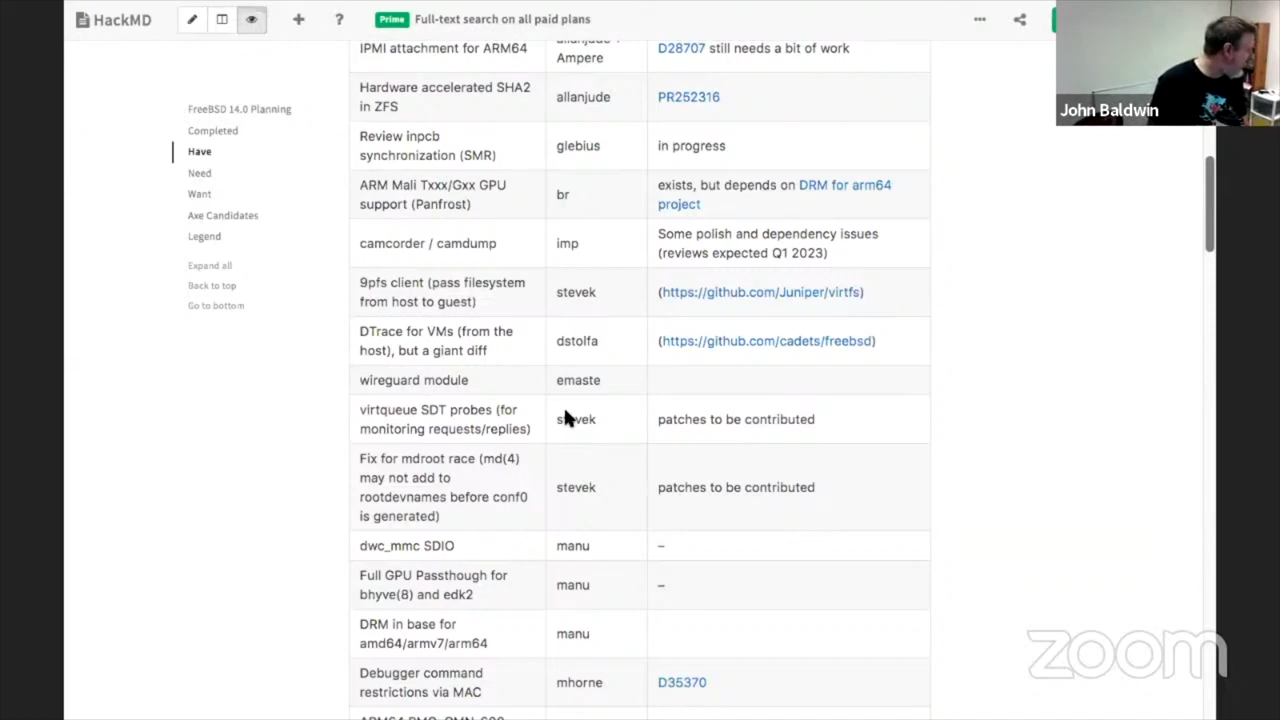 HackMD
Prime Full-text search on all paid plans
John Baldwin
FreeBSD 14.0 Planning
Completed
Have
Need
Want
Axe Candidates
Legend
Expand all
Back to top
Go to bottom
IPMI attachment for ARM64
allanjude +
Ampere
D28707 still needs a bit of work
Hardware accelerated SHA2
in ZFS
allanjude
PR252316
Review inpcb
synchronization (SMR)
glebius
in progress
ARM Mali Txxx/Gxx GPU
support (Panfrost)
br
exists, but depends on DRM for arm64
project
camcorder / camdump
imp
Some polish and dependency issues
(reviews expected Q1 2023)
9pfs client (pass filesystem
from host to guest)
stevek
(https://github.com/Juniper/virtfs)
DTrace for VMs (from the
host), but a giant diff
dstolfa
(https://github.com/cadets/freebsd)
wireguard module
emaste
virtqueue SDT probes (for
monitoring requests/replies)
stevek
patches to be contributed
Fix for mdroot race (md(4)
may not add to
rootdevnames before conf0
is generated)
stevek
patches to be contributed
dwc_mmc SDIO
manu
–
Full GPU Passthough for
bhyve(8) and edk2
manu
–
DRM in base for
amd64/armv7/arm64
manu
Debugger command
restrictions via MAC
mhorne
D35370
zoom